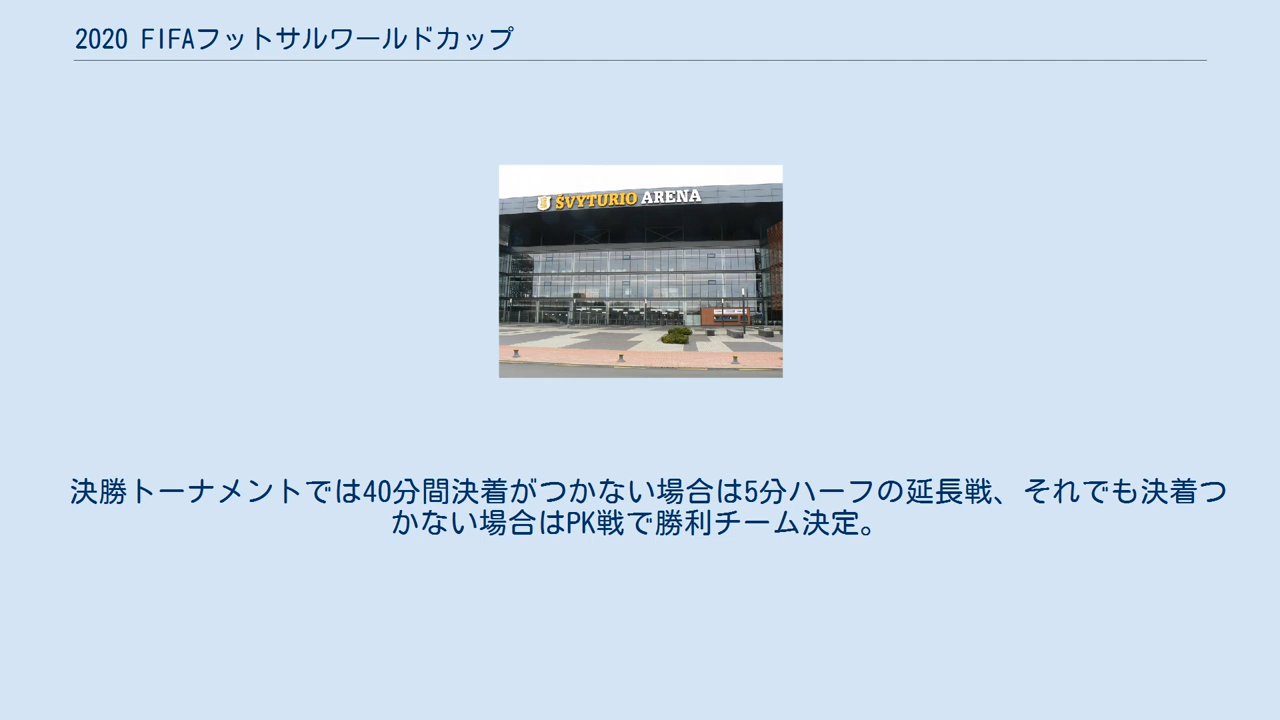 2020 FIFAフットサルワールドカップ
ŠVYTURIO ARENA
決勝トーナメントでは40分間決着がつかない場合は5分ハーフの延長戦、それでも決着つ
かない場合はPK戦で勝利チーム決定。